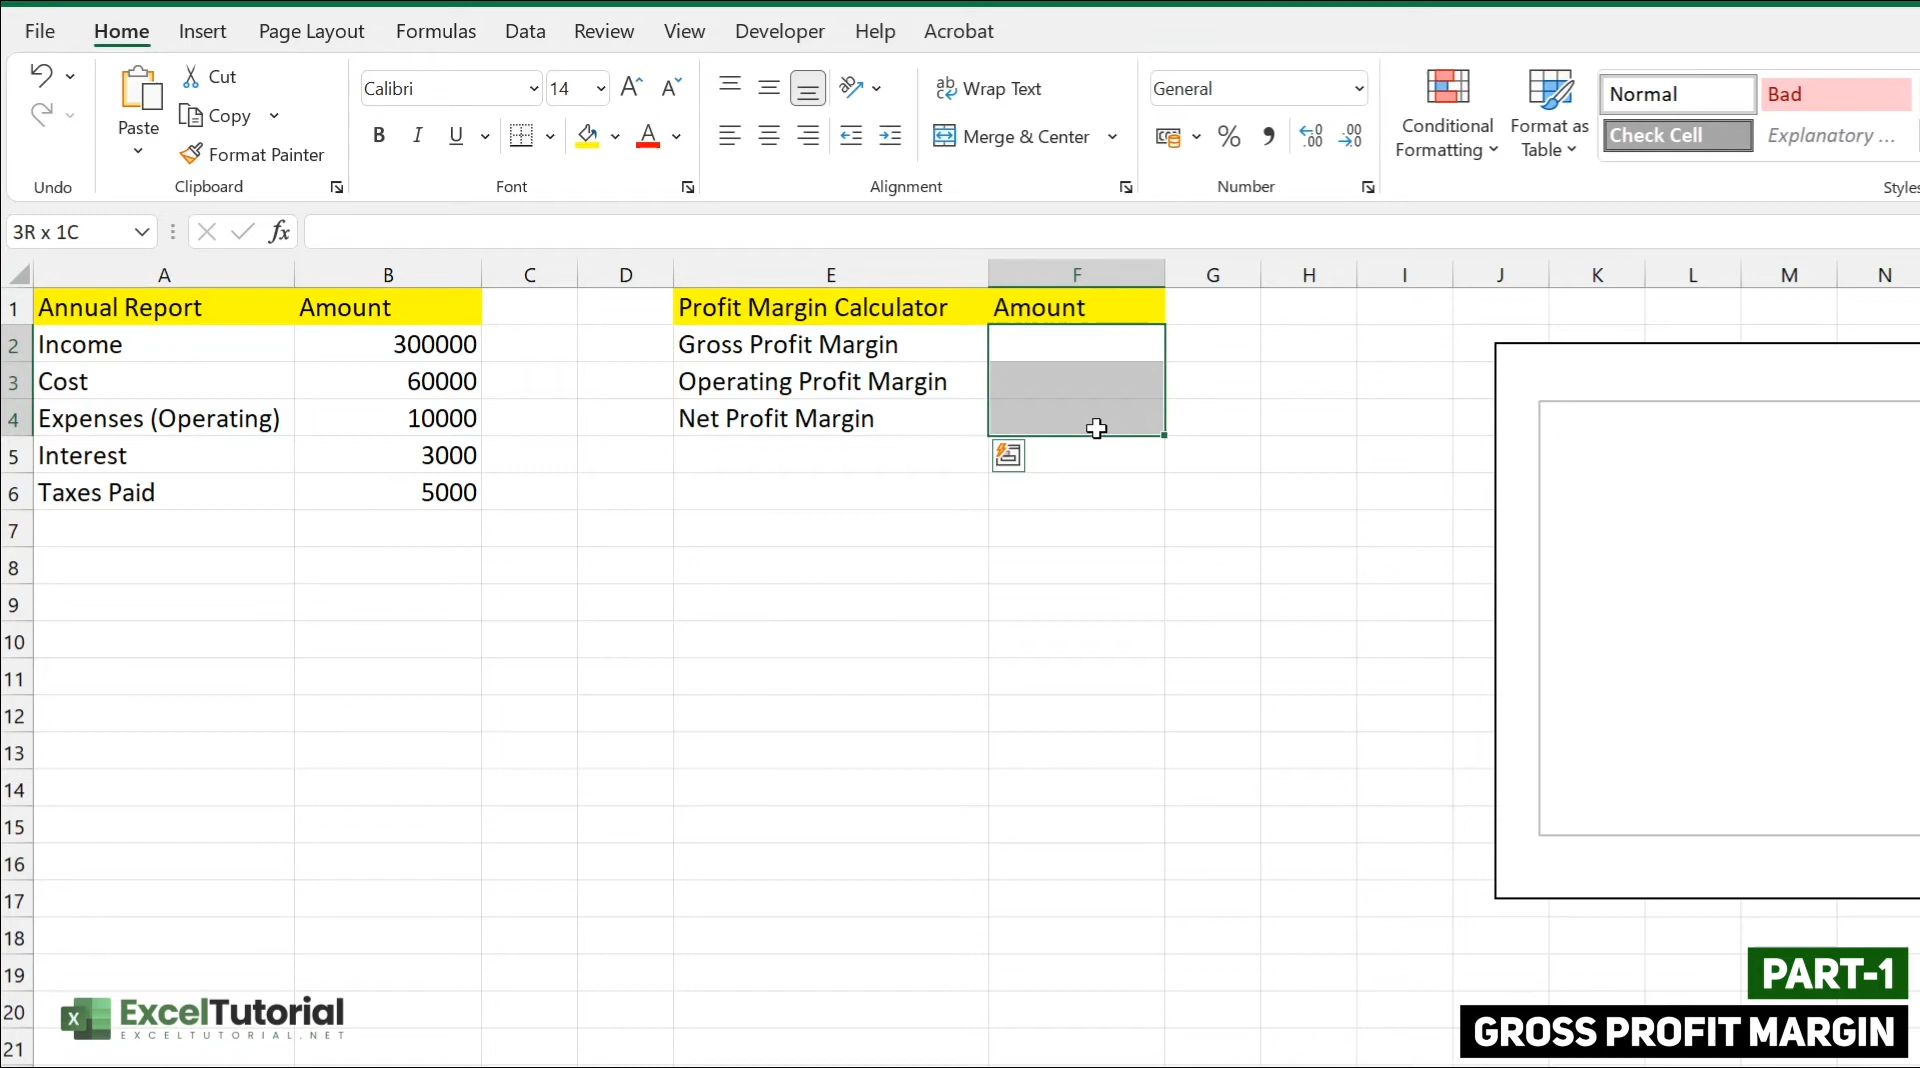 File Home Insert Page Layout Formulas Data Review View Developer Help Acrobat
Undo
Paste
Cut
Copy
Format Painter
Clipboard
Calibri 14
B I U
Font
Wrap Text
Merge & Center
Alignment
General
Number
Conditional Formatting
Format as Table
Normal Bad
Check Cell Explanatory ...
Styles
3R x 1C fx
A B C D E F G H I J K L M N
1 Annual Report Amount Profit Margin Calculator Amount
2 Income 300000 Gross Profit Margin
3 Cost 60000 Operating Profit Margin
4 Expenses (Operating) 10000 Net Profit Margin
5 Interest 3000
6 Taxes Paid 5000
7
8
9
10
11
12
13
14
15
16
17
18
19
20
21
ExcelTutorial
EXCELTUTORIAL.NET
PART-1
GROSS PROFIT MARGIN